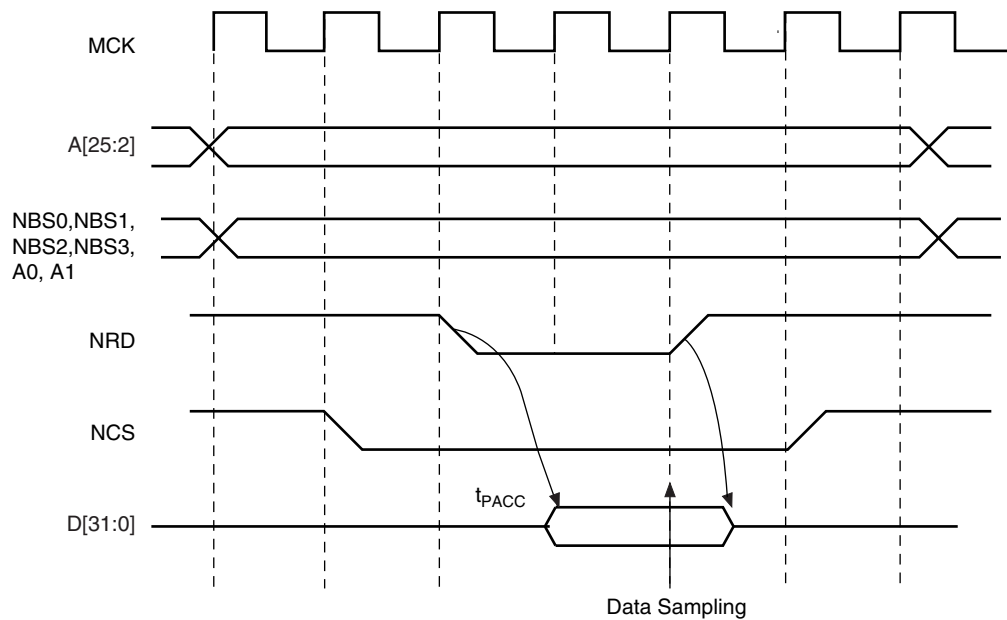 MCK
A[25:2]
NBS0,NBS1,
NBS2,NBS3,
A0, A1
NRD
NCS
tPACC
D[31:0]
Data Sampling